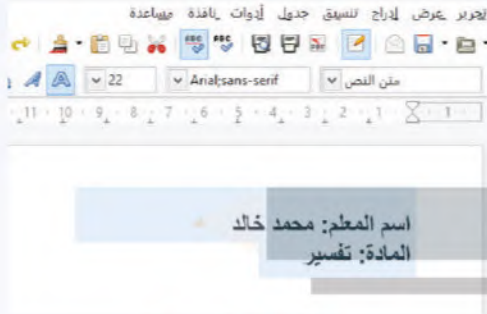 تحرير عرض إدراج تنسيق جدول أدوات نافذة مساعدة
متن النص Arial;sans-serif 22
1 1 2 3 4 5 6 7 8 9 10 11
اسم المعلم: محمد خالد
المادة: تفسير